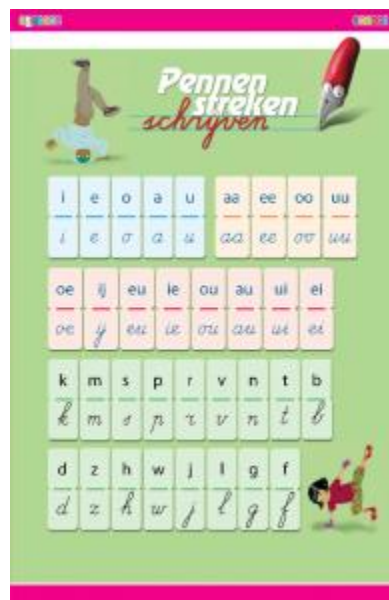 Pennen
streken
schrijven
i e o a u aa ee oo uu
i e o a u aa ee oo uu
oe ij eu ie ou au ui ei
oe ij eu ie ou au ui ei
k m s p r v n t b
k m s p r v n t b
d z h w j l g f
d z h w j l g f